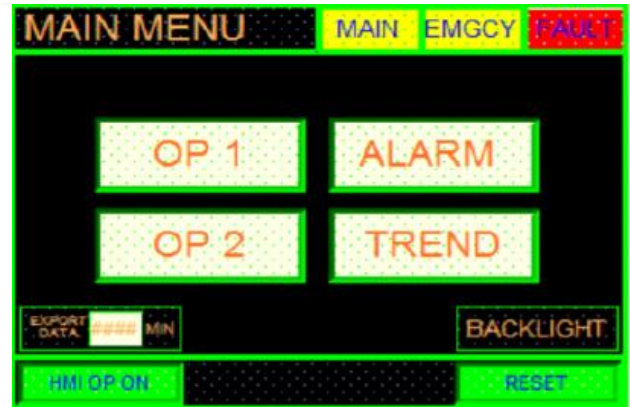 MAIN MENU MAIN EMGCY FAULT
OP 1 ALARM
OP 2 TREND
EXPORT DATA #### MIN BACKLIGHT
HMI OP ON RESET